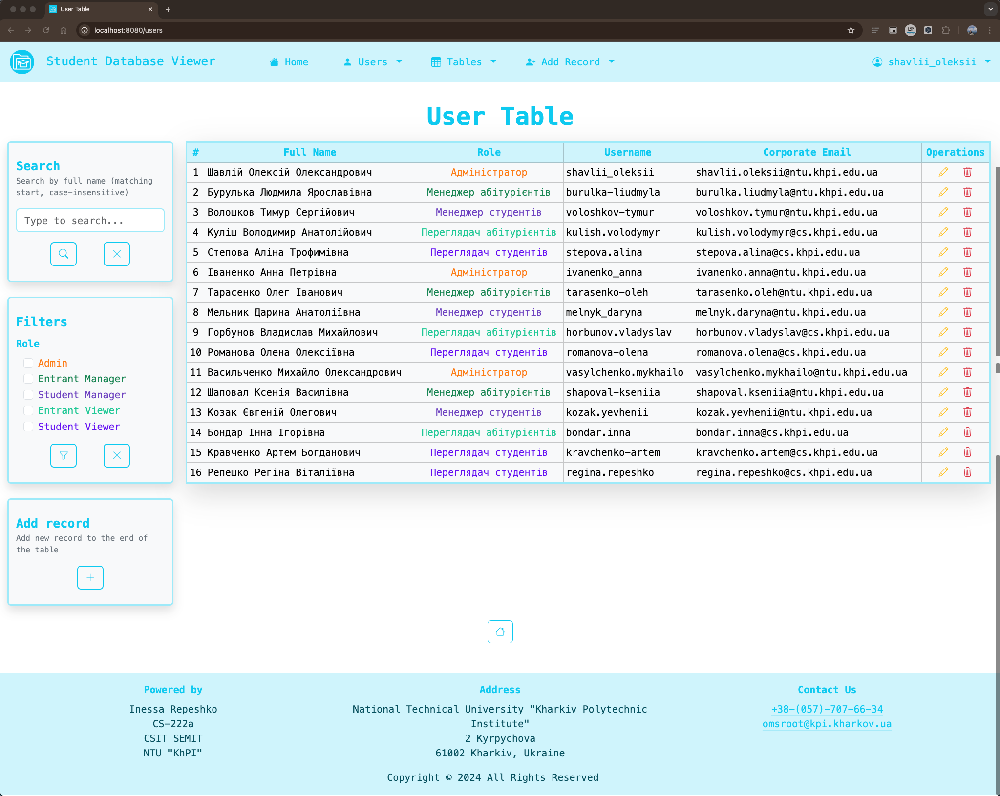 User Table
localhost:8080/users
Student Database Viewer Home Users Tables Add Record shavlii_oleksii
User Table
Search
Search by full name (matching
start, case-insensitive)
Type to search...
Filters
Role
Admin
Entrant Manager
Student Manager
Entrant Viewer
Student Viewer
Add record
Add new record to the end of
the table
# Full Name Role Username Corporate Email Operations
1 Шавлій Олексій Олександрович Адміністратор shavlii_oleksii shavlii.oleksii@ntu.khpi.edu.ua
2 Бурулька Людмила Ярославівна Менеджер абітурієнтів burulka-liudmyla burulka.liudmyla@ntu.khpi.edu.ua
3 Волошков Тимур Сергійович Менеджер студентів voloshkov-tymur voloshkov.tymur@ntu.khpi.edu.ua
4 Куліш Володимир Анатолійович Переглядач абітурієнтів kulish.volodymyr kulish.volodymyr@cs.khpi.edu.ua
5 Степова Аліна Трофимівна Переглядач студентів stepova.alina stepova.alina@cs.khpi.edu.ua
6 Іваненко Анна Петрівна Адміністратор ivanenko_anna ivanenko.anna@ntu.khpi.edu.ua
7 Тарасенко Олег Іванович Менеджер абітурієнтів tarasenko-oleh tarasenko.oleh@ntu.khpi.edu.ua
8 Мельник Дарина Анатоліївна Менеджер студентів melnyk_daryna melnyk.daryna@ntu.khpi.edu.ua
9 Горбунов Владислав Михайлович Переглядач абітурієнтів horbunov.vladyslav horbunov.vladyslav@cs.khpi.edu.ua
10 Романова Олена Олексіївна Переглядач студентів romanova-olena romanova.olena@cs.khpi.edu.ua
11 Васильченко Михайло Олександрович Адміністратор vasylchenko.mykhailo vasylchenko.mykhailo@ntu.khpi.edu.ua
12 Шаповал Ксенія Василівна Менеджер абітурієнтів shapoval-kseniia shapoval.kseniia@ntu.khpi.edu.ua
13 Козак Євгеній Олегович Менеджер студентів kozak.yevhenii kozak.yevhenii@ntu.khpi.edu.ua
14 Бондар Інна Ігорівна Переглядач абітурієнтів bondar.inna bondar.inna@cs.khpi.edu.ua
15 Кравченко Артем Богданович Переглядач студентів kravchenko-artem kravchenko.artem@cs.khpi.edu.ua
16 Репешко Регіна Віталіївна Переглядач студентів regina.repeshko regina.repeshko@cs.khpi.edu.ua
Powered by
Inessa Repeshko
CS-222a
CSIT SEMIT
NTU "KhPI"
Address
National Technical University "Kharkiv Polytechnic
Institute"
2 Kyrpychova
61002 Kharkiv, Ukraine
Contact Us
+38-(057)-707-66-34
omsroot@kpi.kharkov.ua
Copyright © 2024 All Rights Reserved